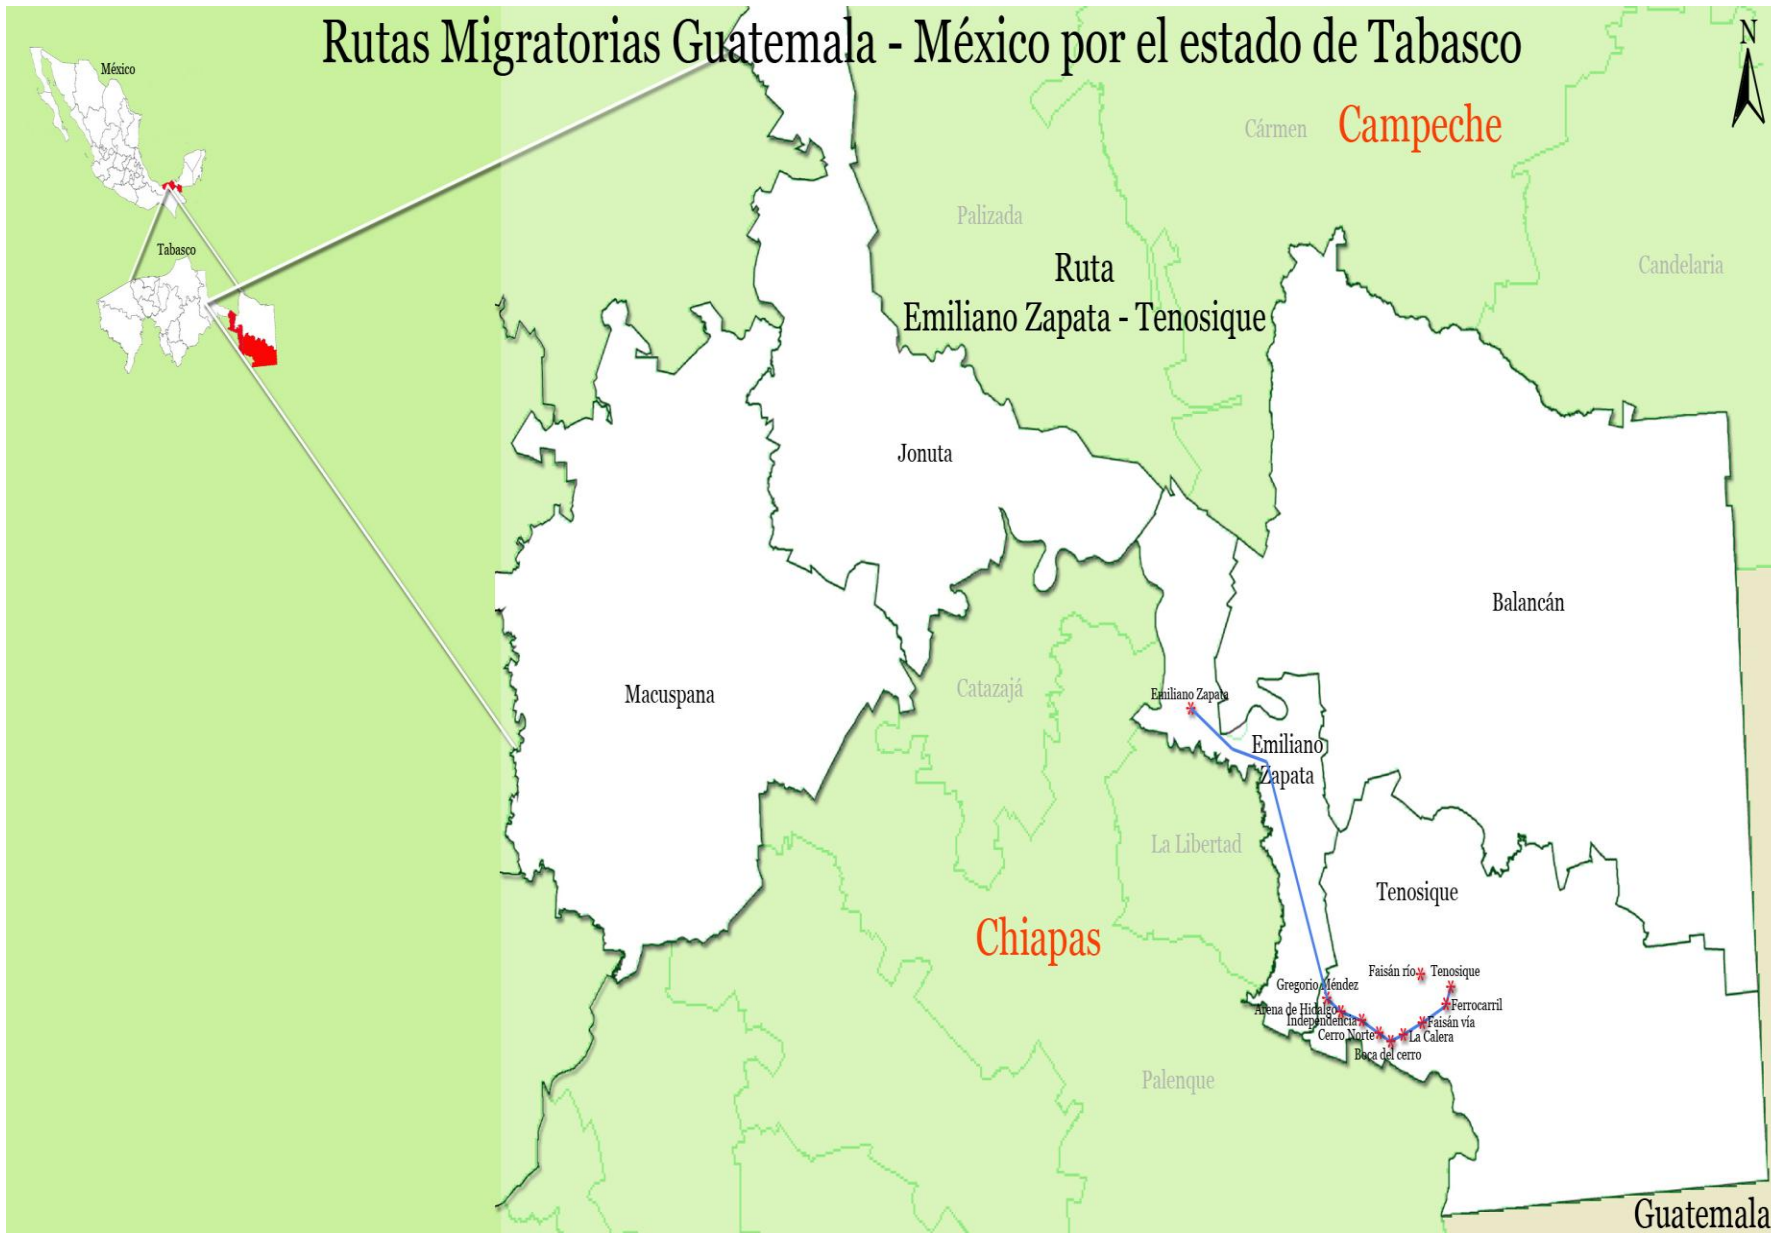 Rutas Migratorias Guatemala - México por el estado de Tabasco
N
México
Cármen
Campeche
Palizada
Tabasco
Ruta
Emiliano Zapata - Tenosique
Candelaria
Jonuta
Balancán
Macuspana
Catazajá
Emiliano Zapata
Emiliano
Zapata
La Libertad
Tenosique
Chiapas
Faisán río
Tenosique
Gregorio Méndez
Arena de Hidalgo
Ferrocarril
Independencia
Faisán vía
Cerro Norte
La Calera
Boca del cerro
Palenque
Guatemala